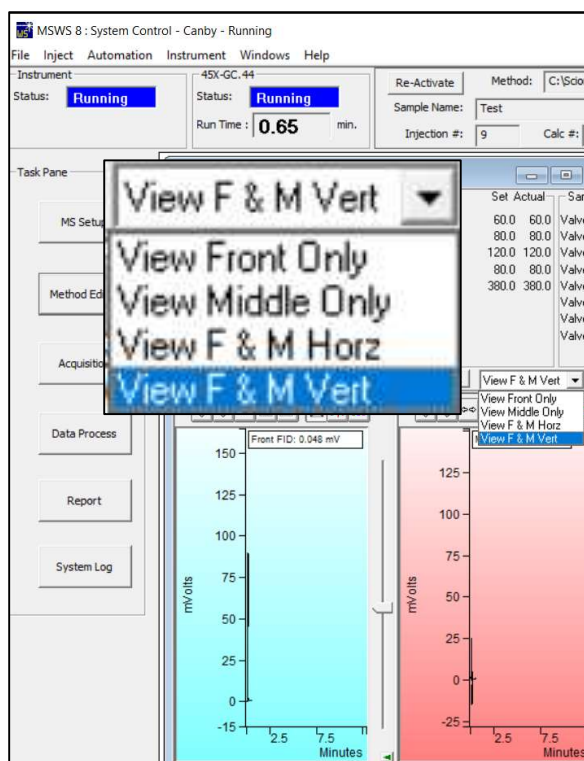 MSWS 8 : System Control - Canby - Running
File Inject Automation Instrument Windows Help
Instrument
Status: Running
45X-GC.44
Status: Running
Run Time : 0.65 min.
Re-Activate
Method: C:\Scio
Sample Name: Test
Injection #: 9 Calc #:
Task Pane
MS Setup
Method Ed
Acquisitio
Data Process
Report
System Log
View F & M Vert
View Front Only
View Middle Only
View F & M Horz
View F & M Vert
Set Actual
60.0 60.0 Valve
80.0 80.0 Valve
120.0 120.0 Valve
80.0 80.0 Valve
380.0 380.0 Valve
Valve
Valve
Valve
View F & M Vert
View Front Only
View Middle Only
View F & M Horz
View F & M Vert
Front FID: 0.048 mV
150
125
100
75
50
25
0
-15
mVolts
2.5 7.5
Minutes
125
100
75
50
25
0
-25
mVolts
2.5 7.5
Minutes